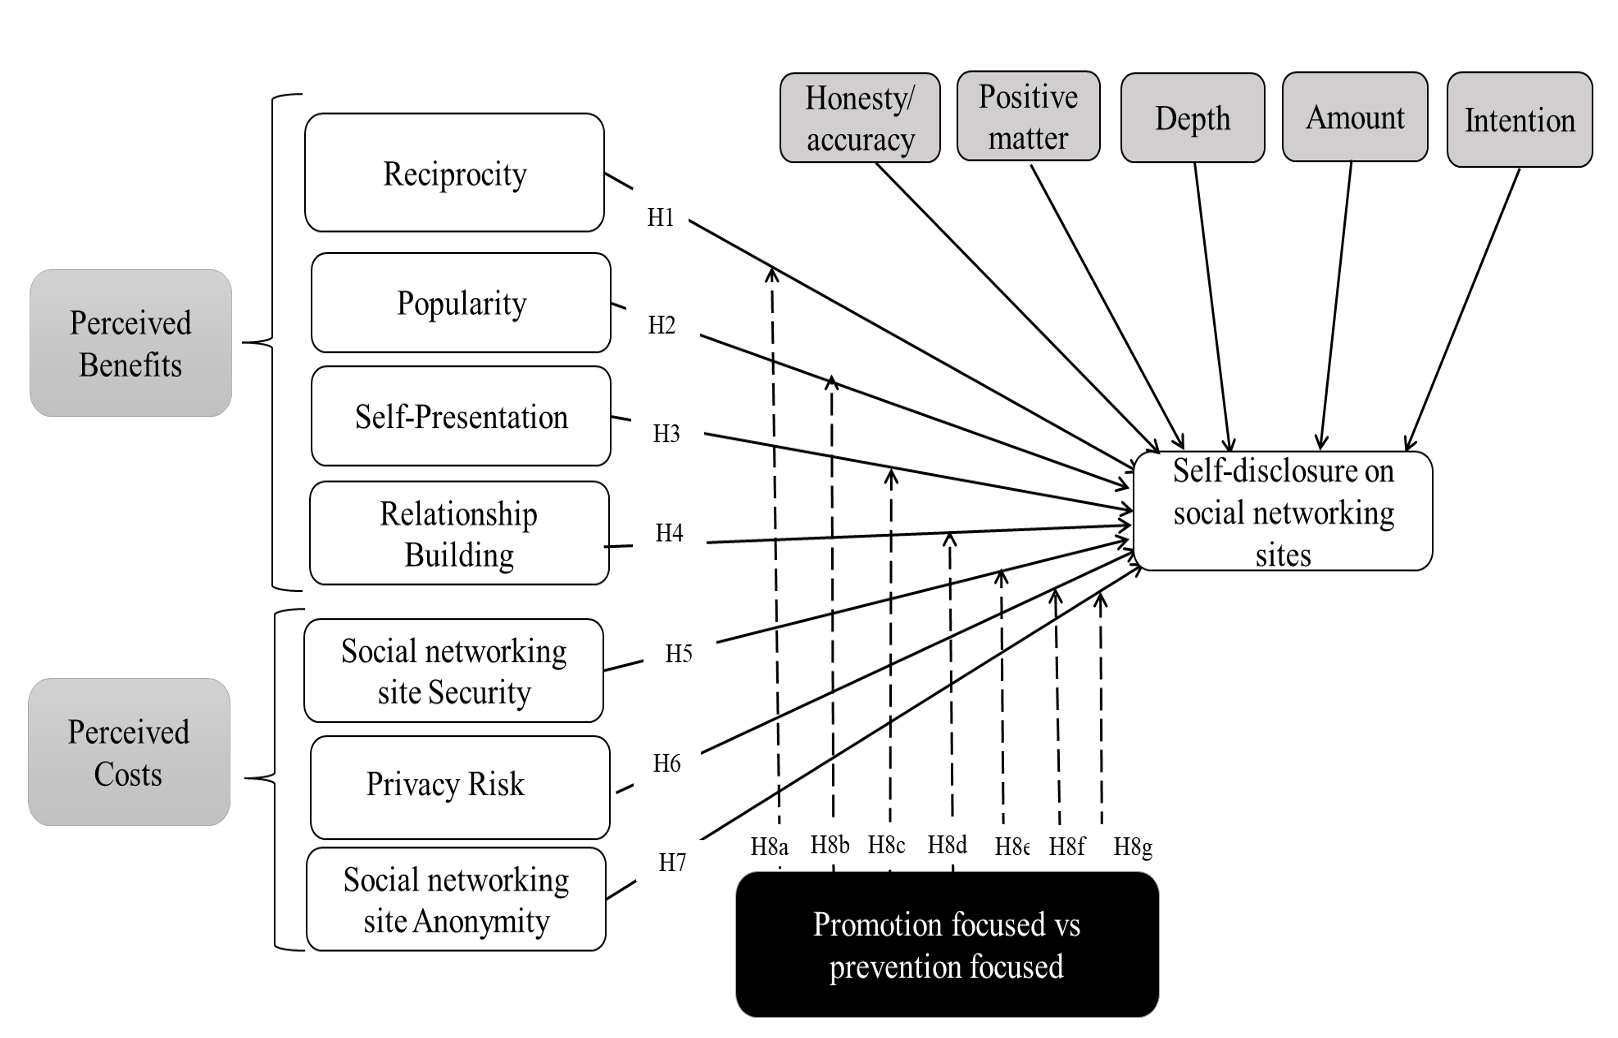 Honesty/
accuracy
Positive
matter
Depth
Amount
Intention
Reciprocity
H1
Perceived
Benefits
Popularity
H2
Self-Presentation
H3
Relationship
Building
H4
Self-disclosure on
social networking
sites
Social networking
site Security
H5
Perceived
Costs
Privacy Risk
H6
Social networking
site Anonymity
H7
H8a
H8b
H8c
H8d
H8e
H8f
H8g
Promotion focused vs
prevention focused